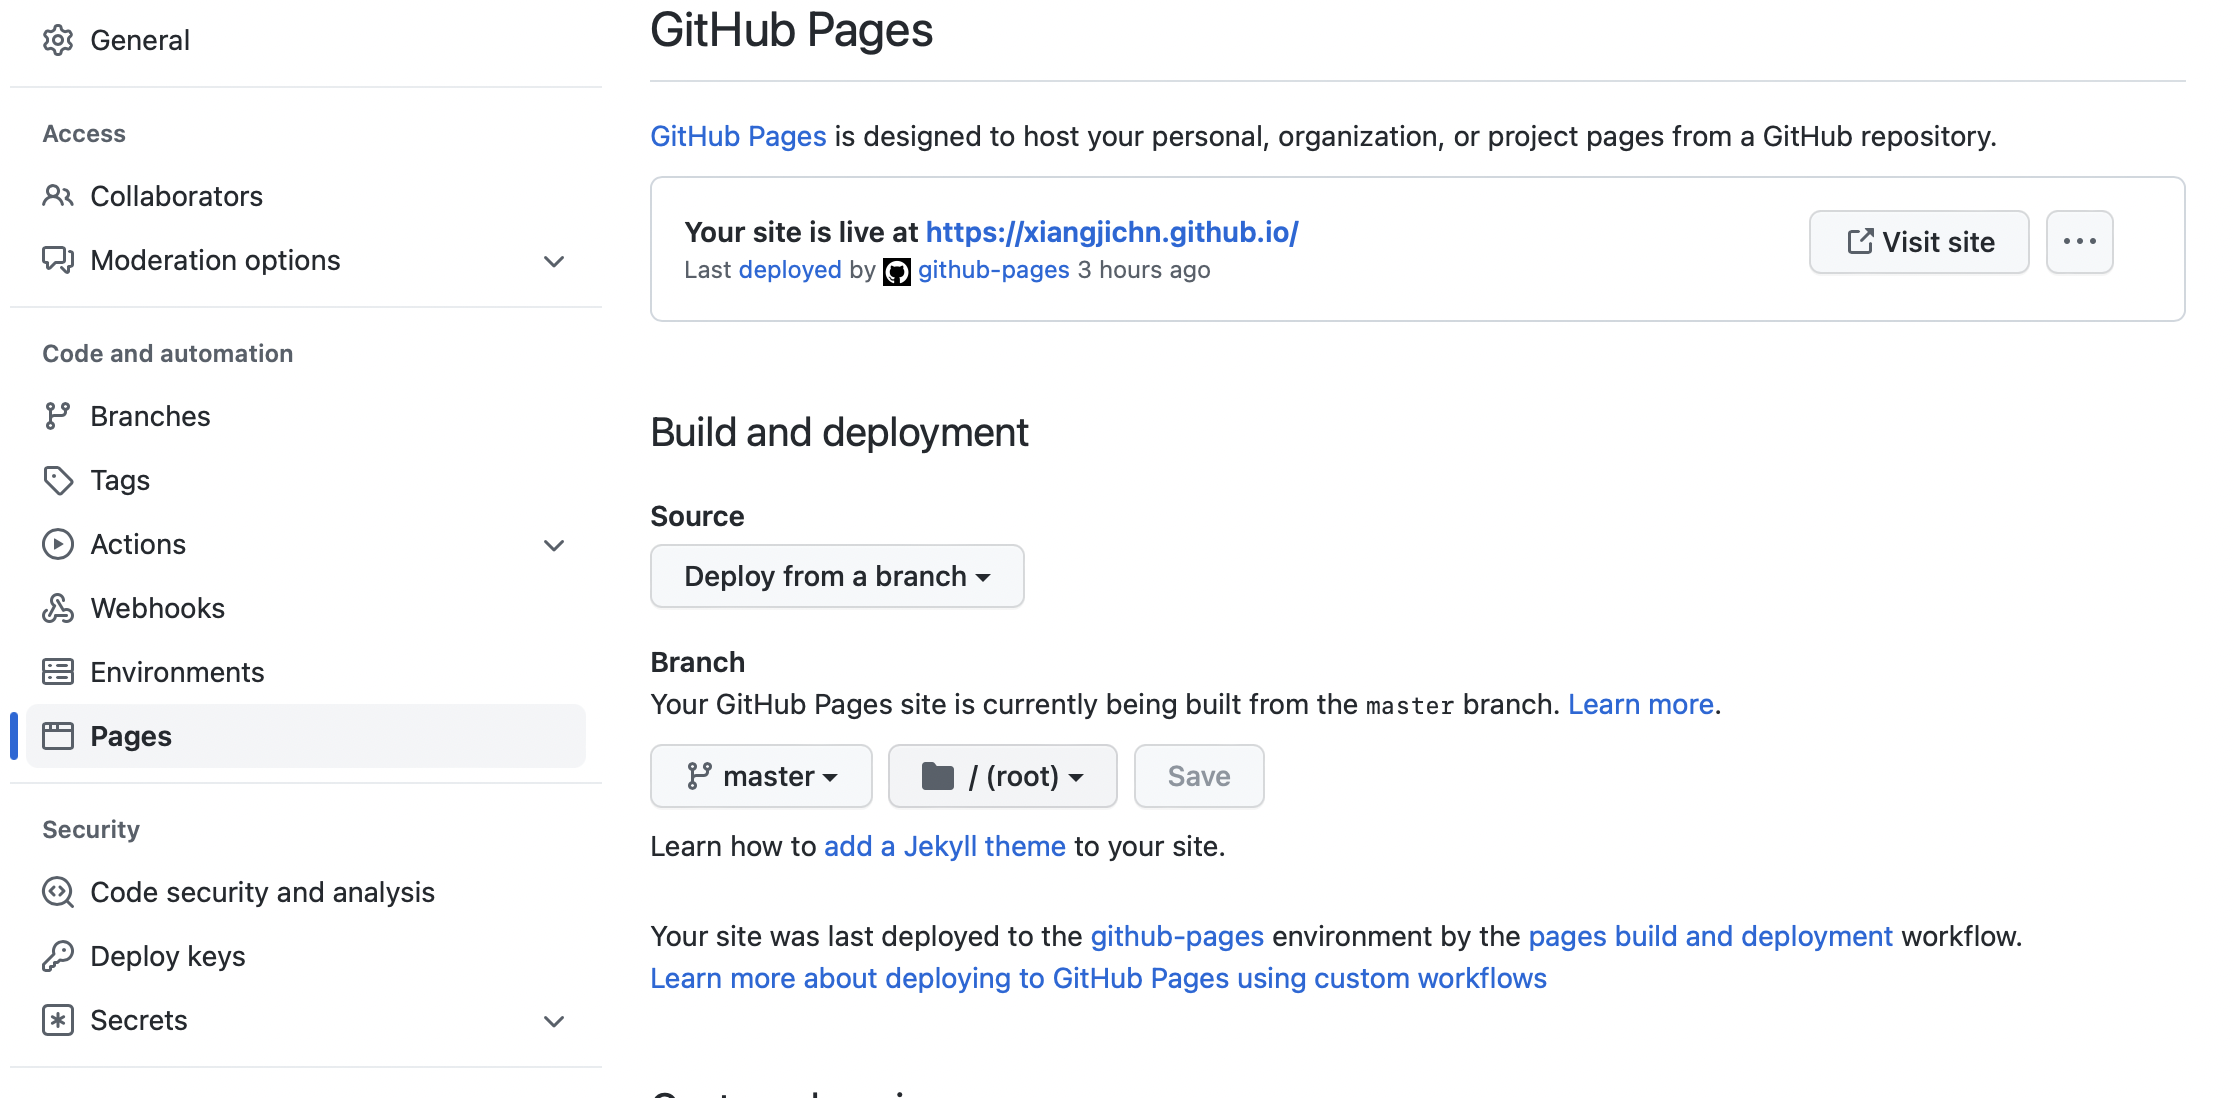 General
Access
Collaborators
Moderation options
Code and automation
Branches
Tags
Actions
Webhooks
Environments
Pages
Security
Code security and analysis
Deploy keys
Secrets
GitHub Pages
GitHub Pages is designed to host your personal, organization, or project pages from a GitHub repository.
Your site is live at https://xiangjichn.github.io/
Visit site
Last deployed by github-pages 3 hours ago
Build and deployment
Source
Deploy from a branch
Branch
Your GitHub Pages site is currently being built from the master branch. Learn more.
master / (root) Save
Learn how to add a Jekyll theme to your site.
Your site was last deployed to the github-pages environment by the pages build and deployment workflow.
Learn more about deploying to GitHub Pages using custom workflows